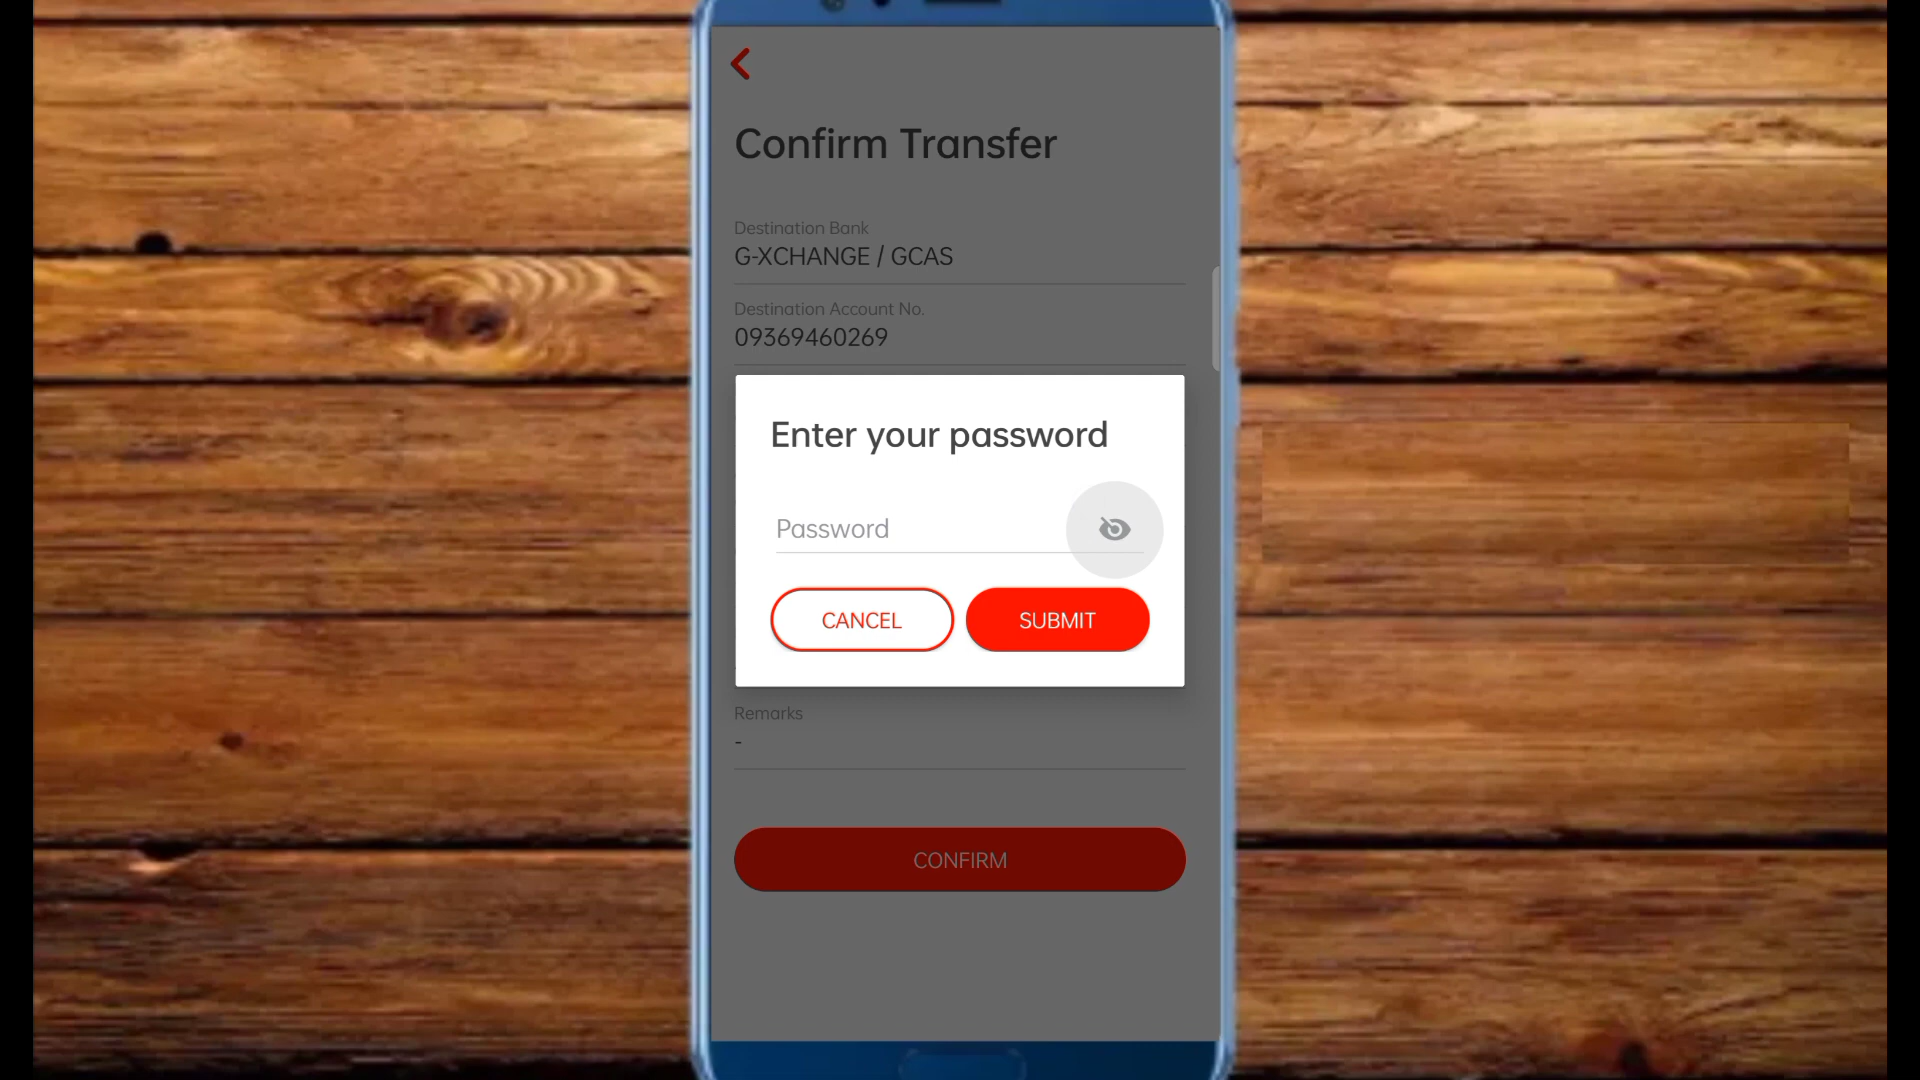 Confirm Transfer
Destination Bank
G-XCHANGE / GCAS
Destination Account No.
09369460269
Enter your password
Password
CANCEL
SUBMIT
Remarks
-
CONFIRM